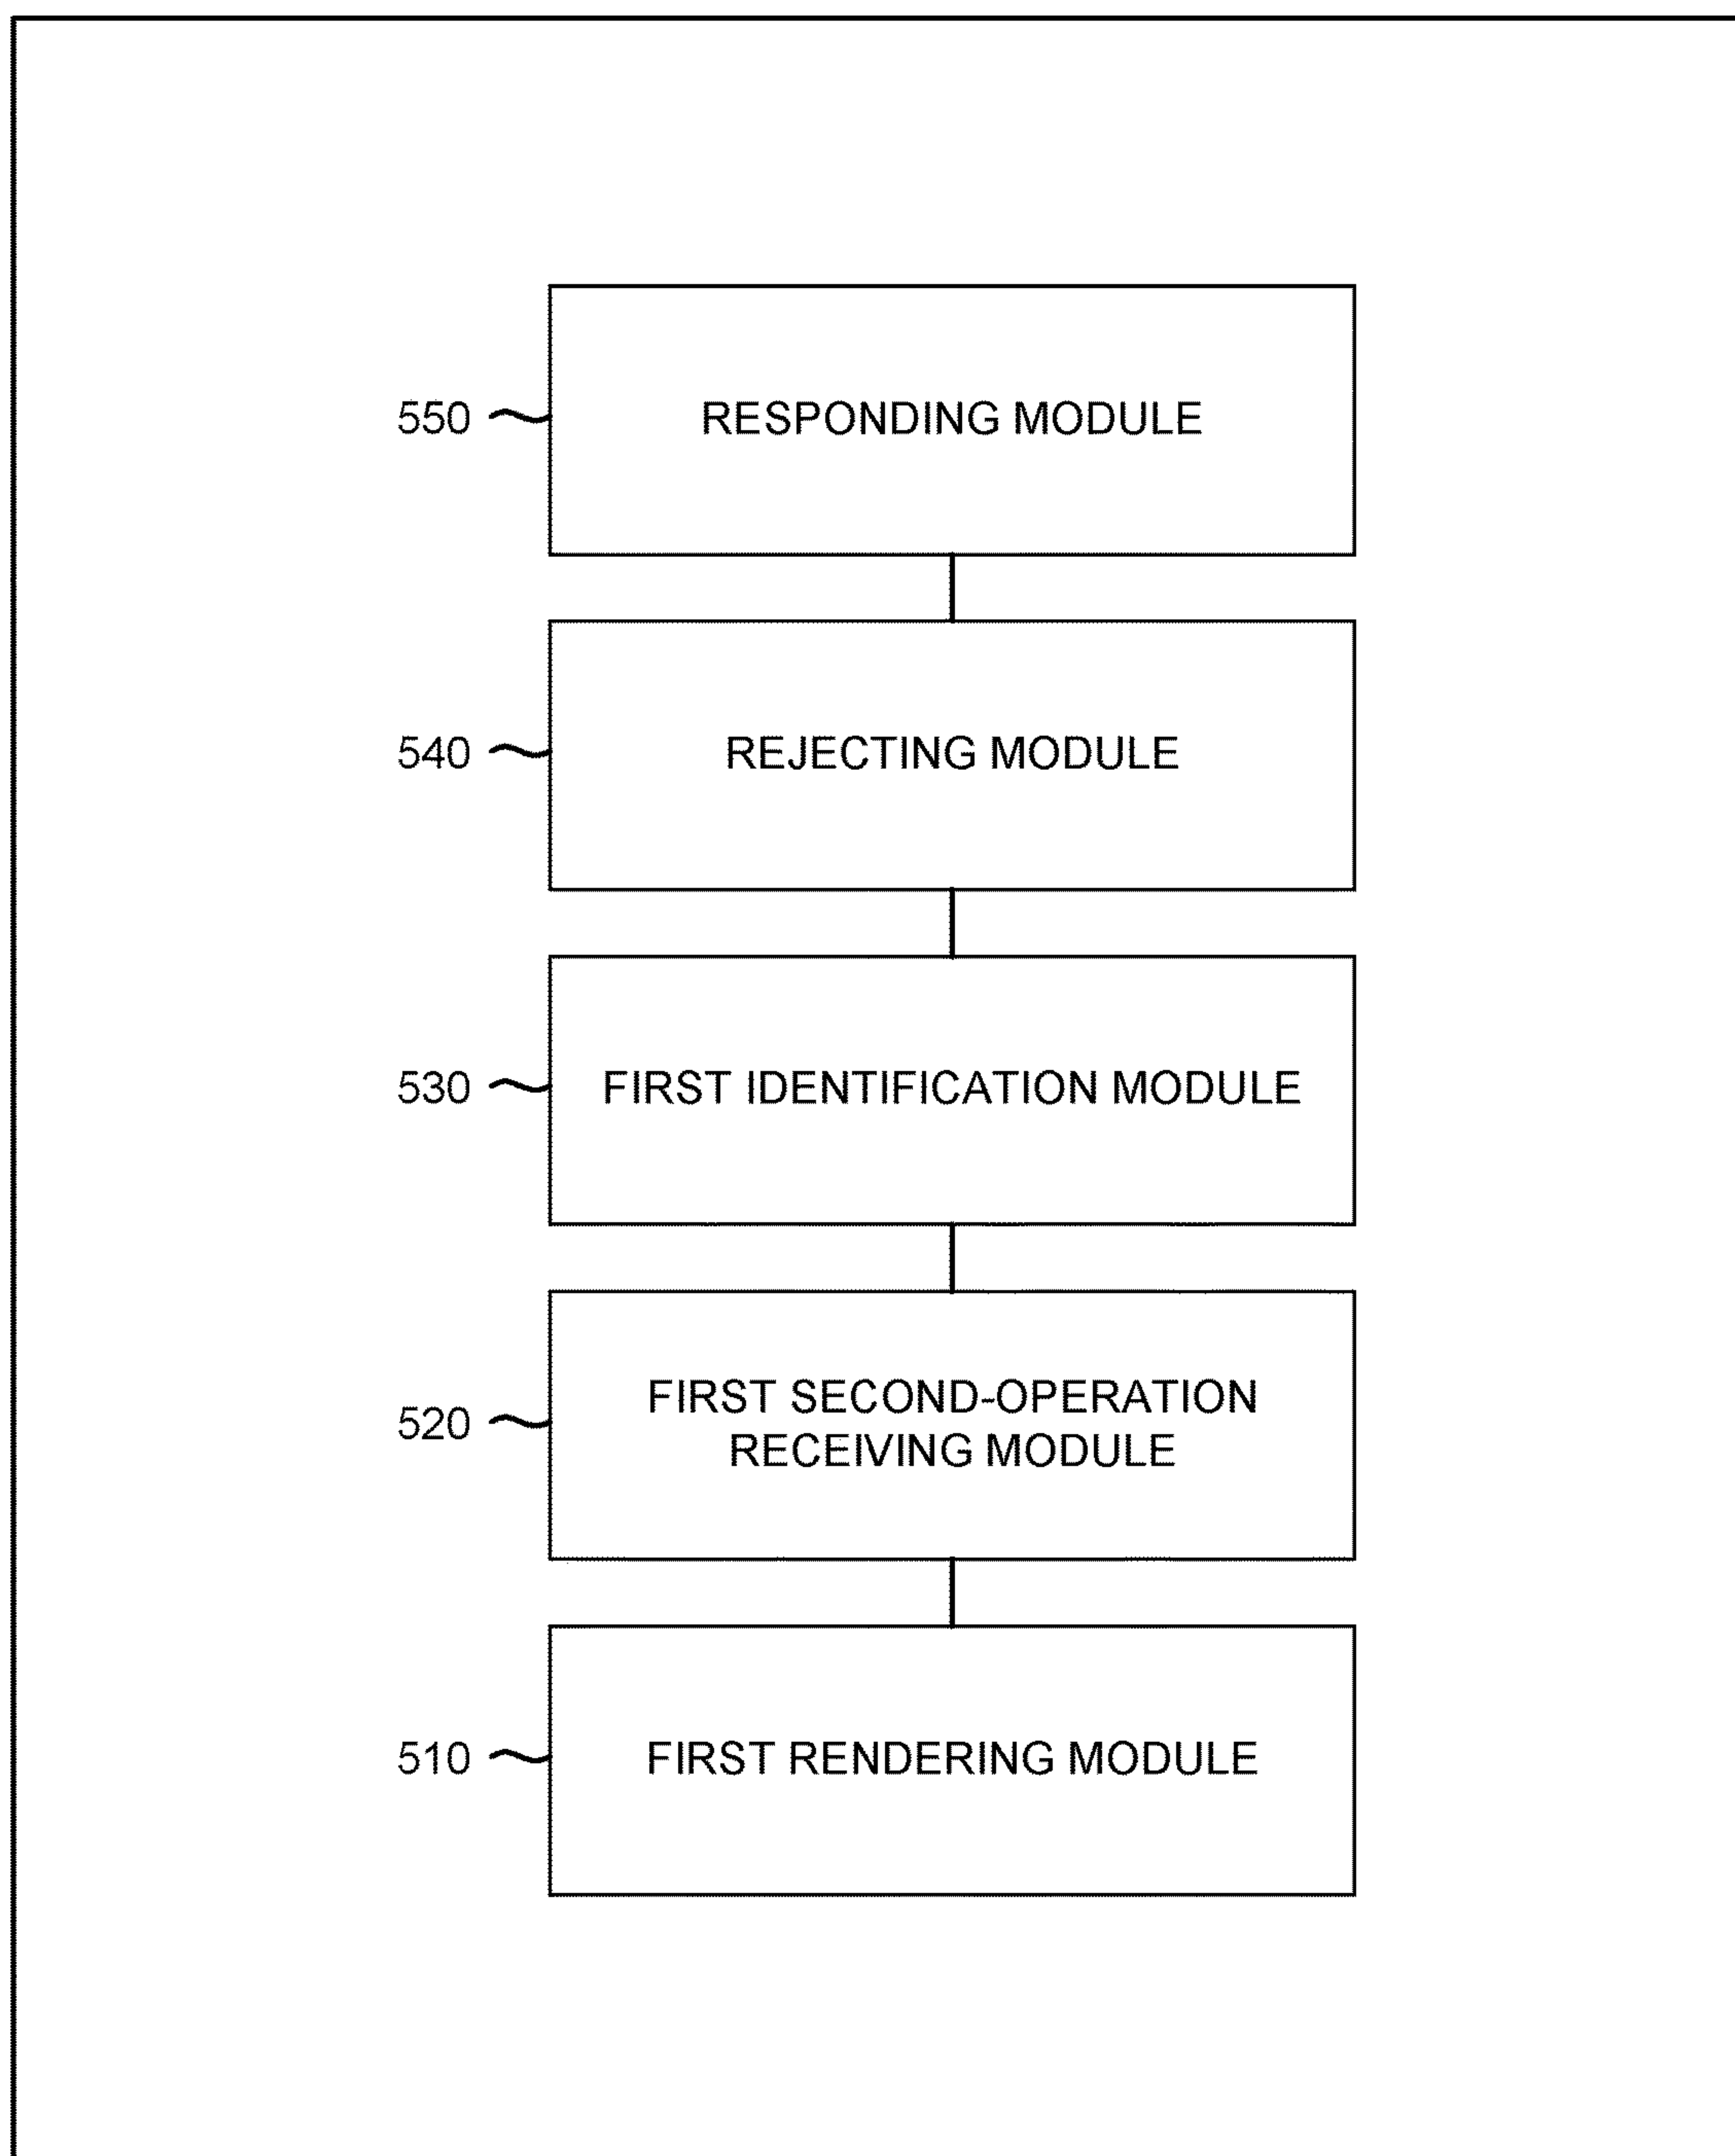 550 RESPONDING MODULE
540 REJECTING MODULE
530 FIRST IDENTIFICATION MODULE
520 FIRST SECOND-OPERATION
RECEIVING MODULE
510 FIRST RENDERING MODULE